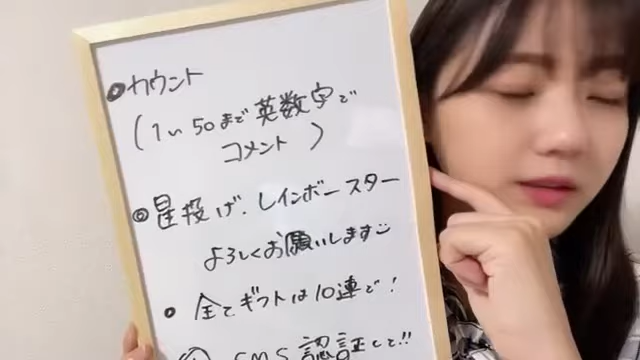 カウント
(1~50まで英数字で
コメント)
星投げ.レインボースター
よろしくお願いします
全てギフトは10連で!
SMS認証して!!